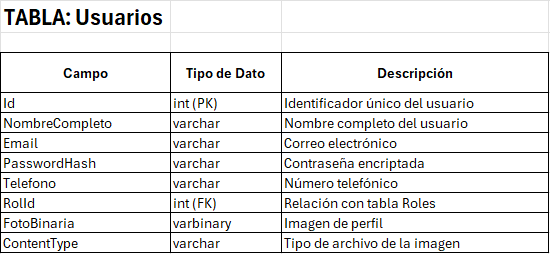 TABLA: Usuarios
Campo Tipo de Dato Descripción
Id int (PK) Identificador único del usuario
NombreCompleto varchar Nombre completo del usuario
Email varchar Correo electrónico
PasswordHash varchar Contraseña encriptada
Telefono varchar Número telefónico
RolId int (FK) Relación con tabla Roles
FotoBinaria varbinary Imagen de perfil
ContentType varchar Tipo de archivo de la imagen